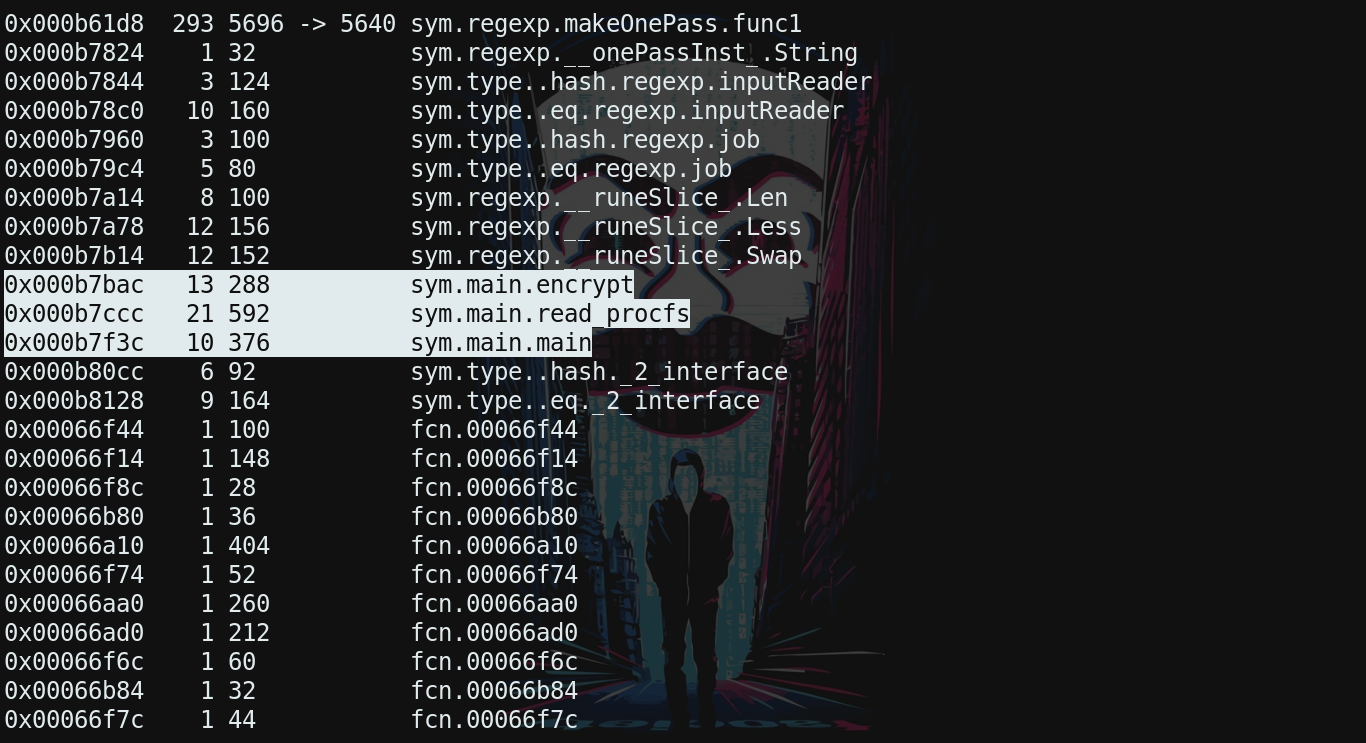 0x000b61d8  293 5696 -> 5640 sym.regexp.makeOnePass.func1
0x000b7824    1 32           sym.regexp.__onePassInst_.String
0x000b7844    3 124          sym.type..hash.regexp.inputReader
0x000b78c0   10 160          sym.type..eq.regexp.inputReader
0x000b7960    3 100          sym.type..hash.regexp.job
0x000b79c4    5 80           sym.type..eq.regexp.job
0x000b7a14    8 100          sym.regexp.__runeSlice_.Len
0x000b7a78   12 156          sym.regexp.__runeSlice_.Less
0x000b7b14   12 152          sym.regexp.__runeSlice_.Swap
0x000b7bac   13 288          sym.main.encrypt
0x000b7ccc   21 592          sym.main.read_procfs
0x000b7f3c   10 376          sym.main.main
0x000b80cc    6 92           sym.type..hash._2_interface
0x000b8128    9 164          sym.type..eq._2_interface
0x00066f44    1 100          fcn.00066f44
0x00066f14    1 148          fcn.00066f14
0x00066f8c    1 28           fcn.00066f8c
0x00066b80    1 36           fcn.00066b80
0x00066a10    1 404          fcn.00066a10
0x00066f74    1 52           fcn.00066f74
0x00066aa0    1 260          fcn.00066aa0
0x00066ad0    1 212          fcn.00066ad0
0x00066f6c    1 60           fcn.00066f6c
0x00066b84    1 32           fcn.00066b84
0x00066f7c    1 44           fcn.00066f7c